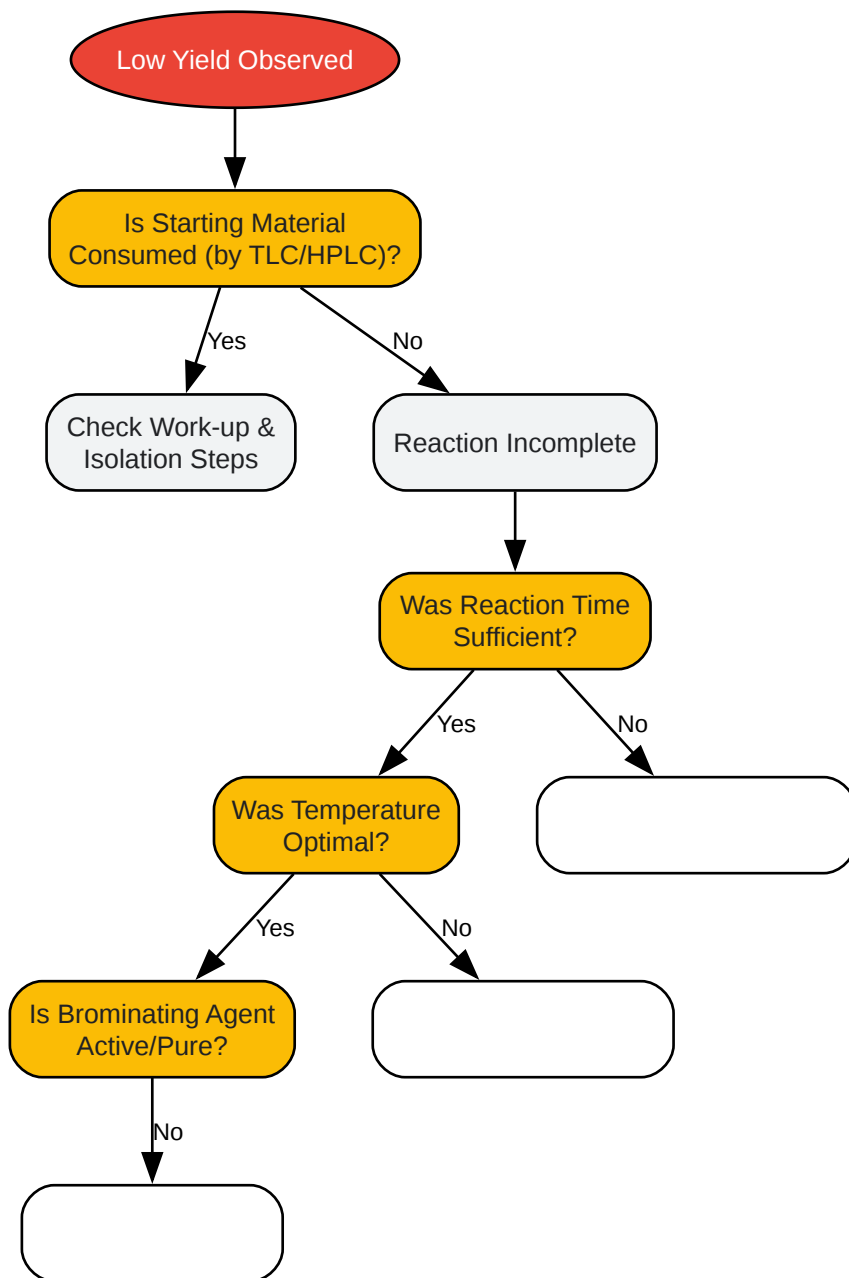 Low Yield Observed
Is Starting Material
Consumed (by TLC/HPLC)?
Yes
No
Check Work-up &
Isolation Steps
Reaction Incomplete
Was Reaction Time
Sufficient?
Yes
No
Was Temperature
Optimal?
Yes
No
Is Brominating Agent
Active/Pure?
No